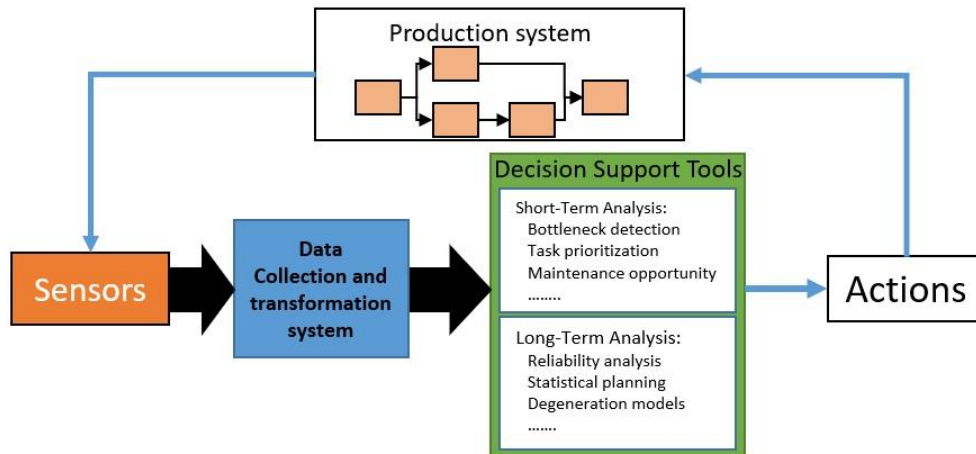 Production system
Decision Support Tools
Short-Term Analysis:
Bottleneck detection
Task prioritization
Maintenance opportunity
........
Sensors
Data
Collection and
transformation
system
Actions
Long-Term Analysis:
Reliability analysis
Statistical planning
Degeneration models
.......